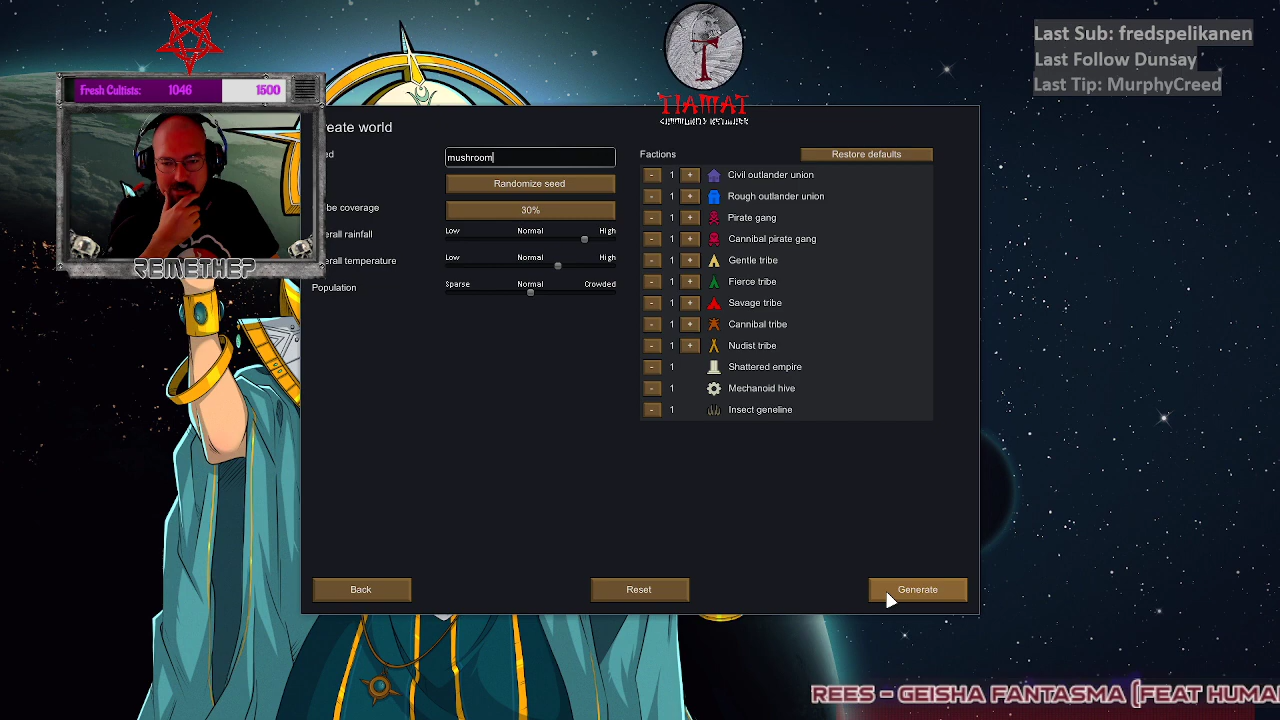 Last Sub: fredspelikanen
Last Follow Dunsay
Last Tip: MurphyCreed
Fresh Cultists: 1046 1500
TIAMAT
COMMUNITY NETWORK
REMETHEP
reate world
ed
mushroom
Randomize seed
be coverage
30%
erall rainfall
Low Normal High
erall temperature
Low Normal High
Population
Sparse Normal Crowded
Factions
Restore defaults
- 1 + Civil outlander union
- 1 + Rough outlander union
- 1 + Pirate gang
- 1 + Cannibal pirate gang
- 1 + Gentle tribe
- 1 + Fierce tribe
- 1 + Savage tribe
- 1 + Cannibal tribe
- 1 + Nudist tribe
- 1 Shattered empire
- 1 Mechanoid hive
- 1 Insect geneline
Back
Reset
Generate
REES - GEISHA FANTASMA (FEAT HUMA